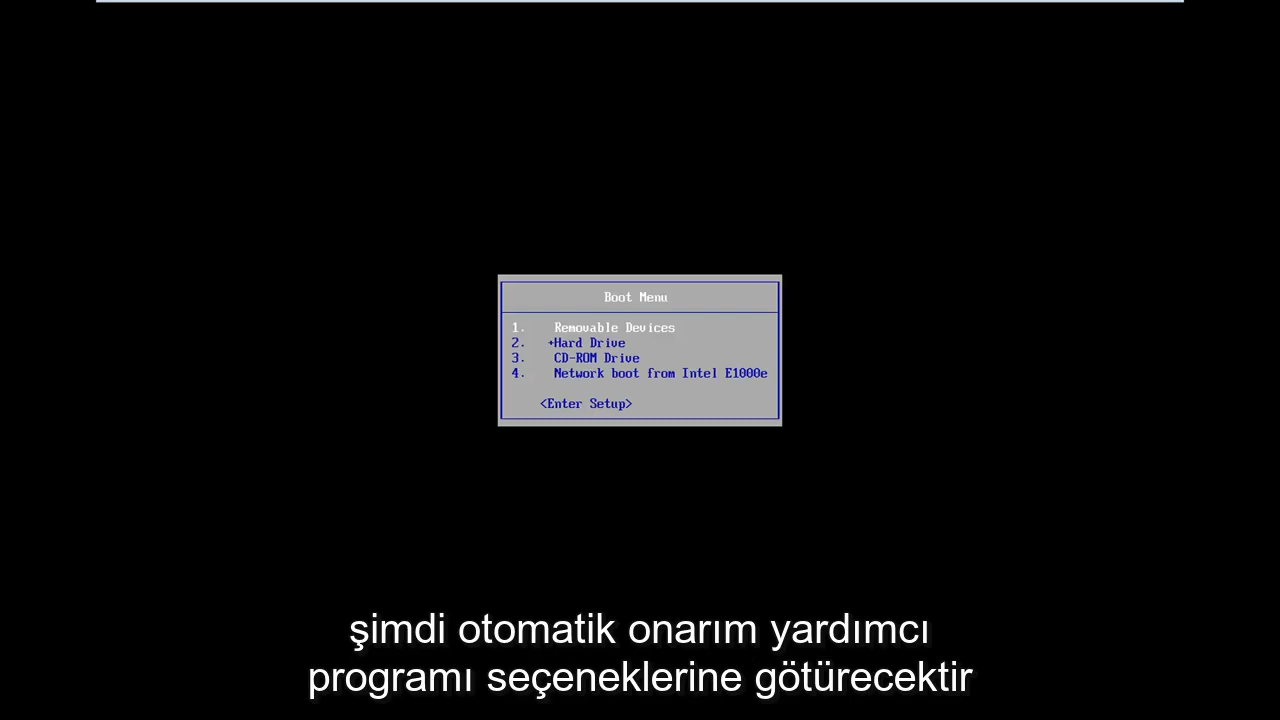 Boot Menu
1. Removable Devices
2. +Hard Drive
3. CD-ROM Drive
4. Network boot from Intel E1000e
<Enter Setup>
şimdi otomatik onarım yardımcı
programı seçeneklerine götürecektir